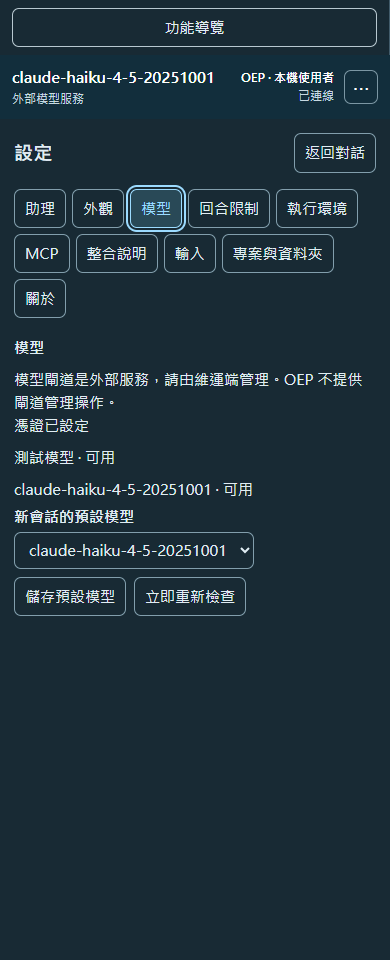 功能導覽
claude-haiku-4-5-20251001
OEP · 本機使用者
...
外部模型服務
已連線
設定
返回對話
助理
外觀
模型
回合限制
執行環境
MCP
整合說明
輸入
專案與資料夾
關於
模型
模型閘道是外部服務，請由維運端管理。OEP 不提供
閘道管理操作。
憑證已設定
測試模型 · 可用
claude-haiku-4-5-20251001 · 可用
新會話的預設模型
claude-haiku-4-5-20251001
儲存預設模型
立即重新檢查